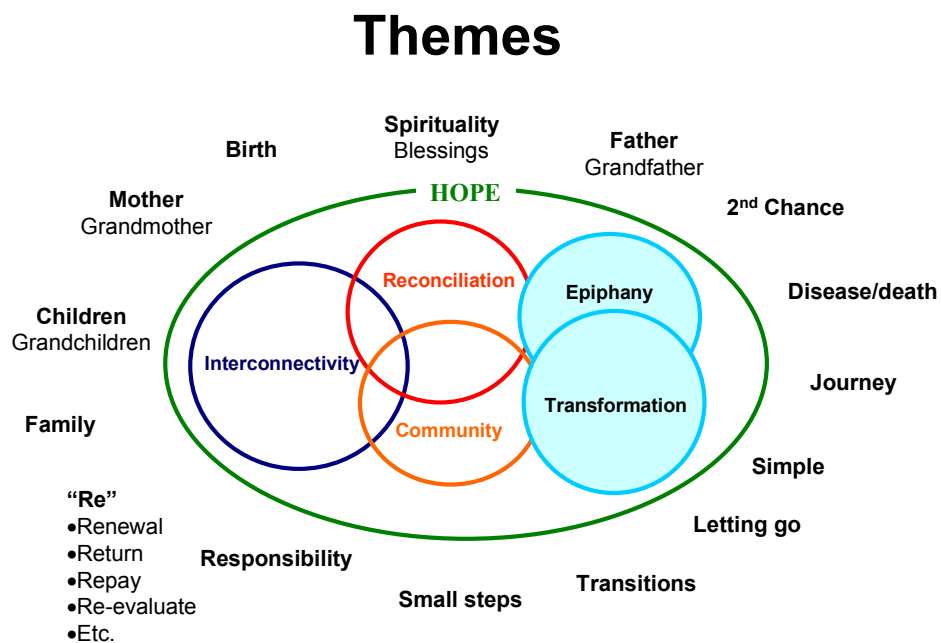 Themes
Spirituality
Blessings
Birth
Father
Grandfather
HOPE
Mother
Grandmother
2nd Chance
Reconciliation
Epiphany
Disease/death
Children
Grandchildren
Interconnectivity
Journey
Transformation
Family
Community
Simple
“Re”
•Renewal
•Return
•Repay
•Re-evaluate
•Etc.
Letting go
Responsibility
Transitions
Small steps